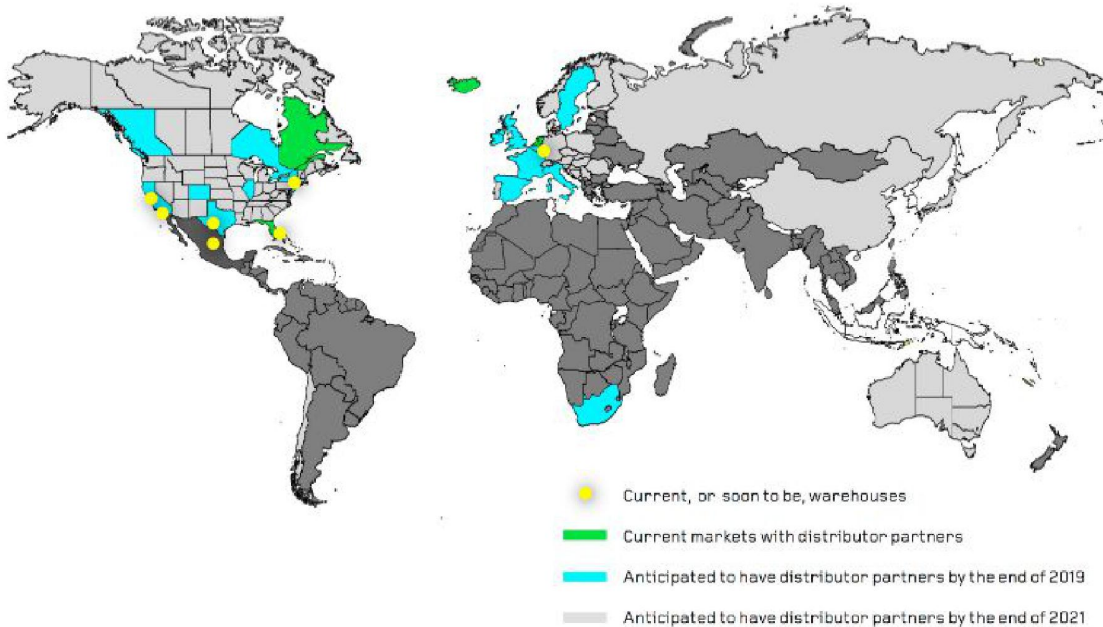 Current, or soon to be, warehouses
Current markets with distributor partners
Anticipated to have distributor partners by the end of 2019
Anticipated to have distributor partners by the end of 2021